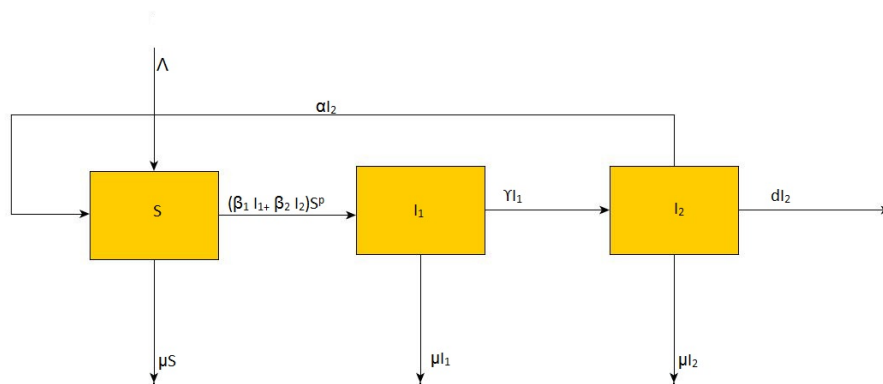 Λ
αI₂
S
(β₁ I₁₊ β₂ I₂)Sᵖ
I₁
ϒI₁
I₂
dI₂
μS
μI₁
μI₂